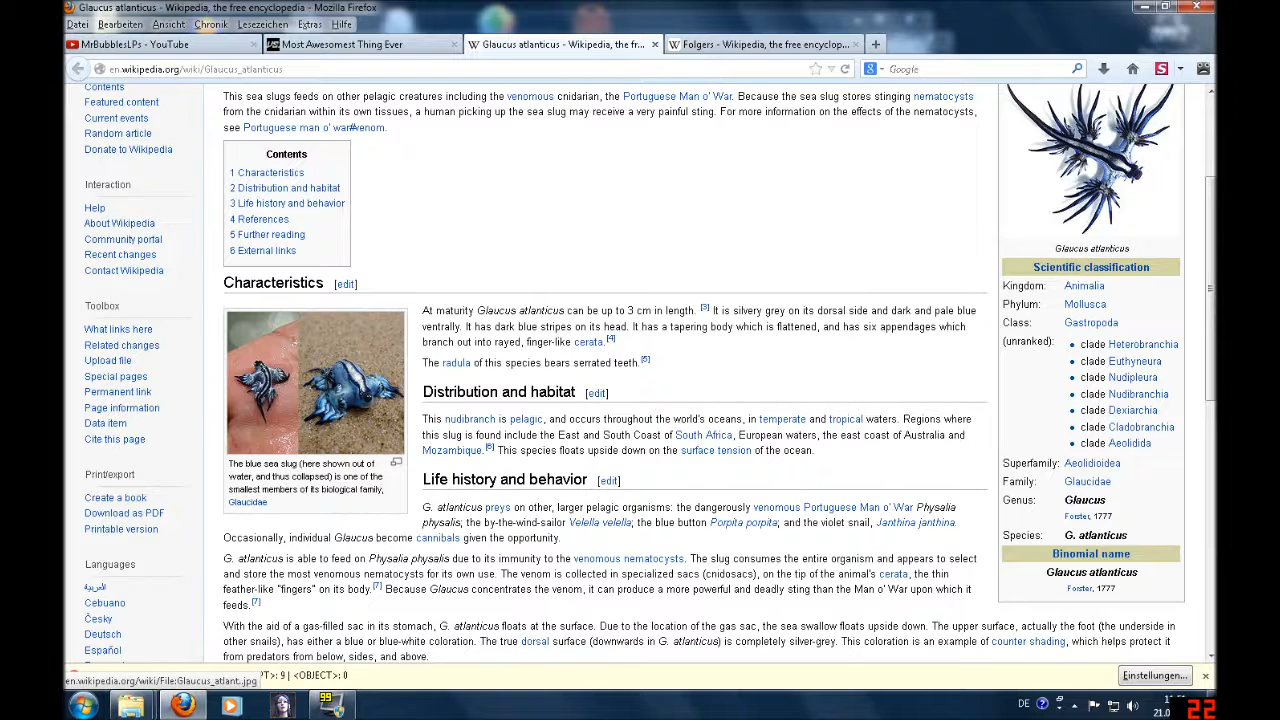 Glaucus atlanticus - Wikipedia, the free encyclopedia - Mozilla Firefox
Datei Bearbeiten Ansicht Chronik Lesezeichen Extras Hilfe
MrBubblesLPs - YouTube
Most Awesomest Thing Ever
Glaucus atlanticus - Wikipedia, the fr...
Folgers - Wikipedia, the free encyclop...
en.wikipedia.org/wiki/Glaucus_atlanticus
Google
Contents
Featured content
Current events
Random article
Donate to Wikipedia
Interaction
Help
About Wikipedia
Community portal
Recent changes
Contact Wikipedia
Toolbox
What links here
Related changes
Upload file
Special pages
Permanent link
Page information
Data item
Cite this page
Print/export
Create a book
Download as PDF
Printable version
Languages
العربية
Cebuano
Česky
Deutsch
Español
This sea slugs feeds on other pelagic creatures including the venomous cnidarian, the Portuguese Man o' War. Because the sea slug stores stinging nematocysts
from the cnidarian within its own tissues, a human picking up the sea slug may receive a very painful sting. For more information on the effects of the nematocysts,
see Portuguese man o' war#venom.
Contents
1 Characteristics
2 Distribution and habitat
3 Life history and behavior
4 References
5 Further reading
6 External links
Characteristics [edit]
The blue sea slug (here shown out of
water, and thus collapsed) is one of the
smallest members of its biological family,
Glaucidae
At maturity Glaucus atlanticus can be up to 3 cm in length. [3] It is silvery grey on its dorsal side and dark and pale blue
ventrally. It has dark blue stripes on its head. It has a tapering body which is flattened, and has six appendages which
branch out into rayed, finger-like cerata.[4]
The radula of this species bears serrated teeth.[5]
Distribution and habitat [edit]
This nudibranch is pelagic, and occurs throughout the world's oceans, in temperate and tropical waters. Regions where
this slug is found include the East and South Coast of South Africa, European waters, the east coast of Australia and
Mozambique.[6] This species floats upside down on the surface tension of the ocean.
Life history and behavior [edit]
G. atlanticus preys on other, larger pelagic organisms: the dangerously venomous Portuguese Man o' War Physalia
physalis; the by-the-wind-sailor Velella velella; the blue button Porpita porpita; and the violet snail, Janthina janthina.
Occasionally, individual Glaucus become cannibals given the opportunity.
G. atlanticus is able to feed on Physalia physalis due to its immunity to the venomous nematocysts. The slug consumes the entire organism and appears to select
and store the most venomous nematocysts for its own use. The venom is collected in specialized sacs (cnidosacs), on the tip of the animal's cerata, the thin
feather-like "fingers" on its body.[7] Because Glaucus concentrates the venom, it can produce a more powerful and deadly sting than the Man o' War upon which it
feeds.[7]
With the aid of a gas-filled sac in its stomach, G. atlanticus floats at the surface. Due to the location of the gas sac, the sea swallow floats upside down. The upper surface, actually the foot (the underside in
other snails), has either a blue or blue-white coloration. The true dorsal surface (downwards in G. atlanticus) is completely silver-grey. This coloration is an example of counter shading, which helps protect it
from predators from below, sides, and above.
Glaucus atlanticus
Scientific classification
Kingdom: Animalia
Phylum: Mollusca
Class: Gastropoda
(unranked): clade Heterobranchia
clade Euthyneura
clade Nudipleura
clade Nudibranchia
clade Dexiarchia
clade Cladobranchia
clade Aeolidida
Superfamily: Aeolidioidea
Family: Glaucidae
Genus: Glaucus
Forster, 1777
Species: G. atlanticus
Binomial name
Glaucus atlanticus
Forster, 1777
en.wikipedia.org/wiki/File:Glaucus_atlant..jpg
PT>: 9 | <OBJECT>: 0
Einstellungen...
DE
22